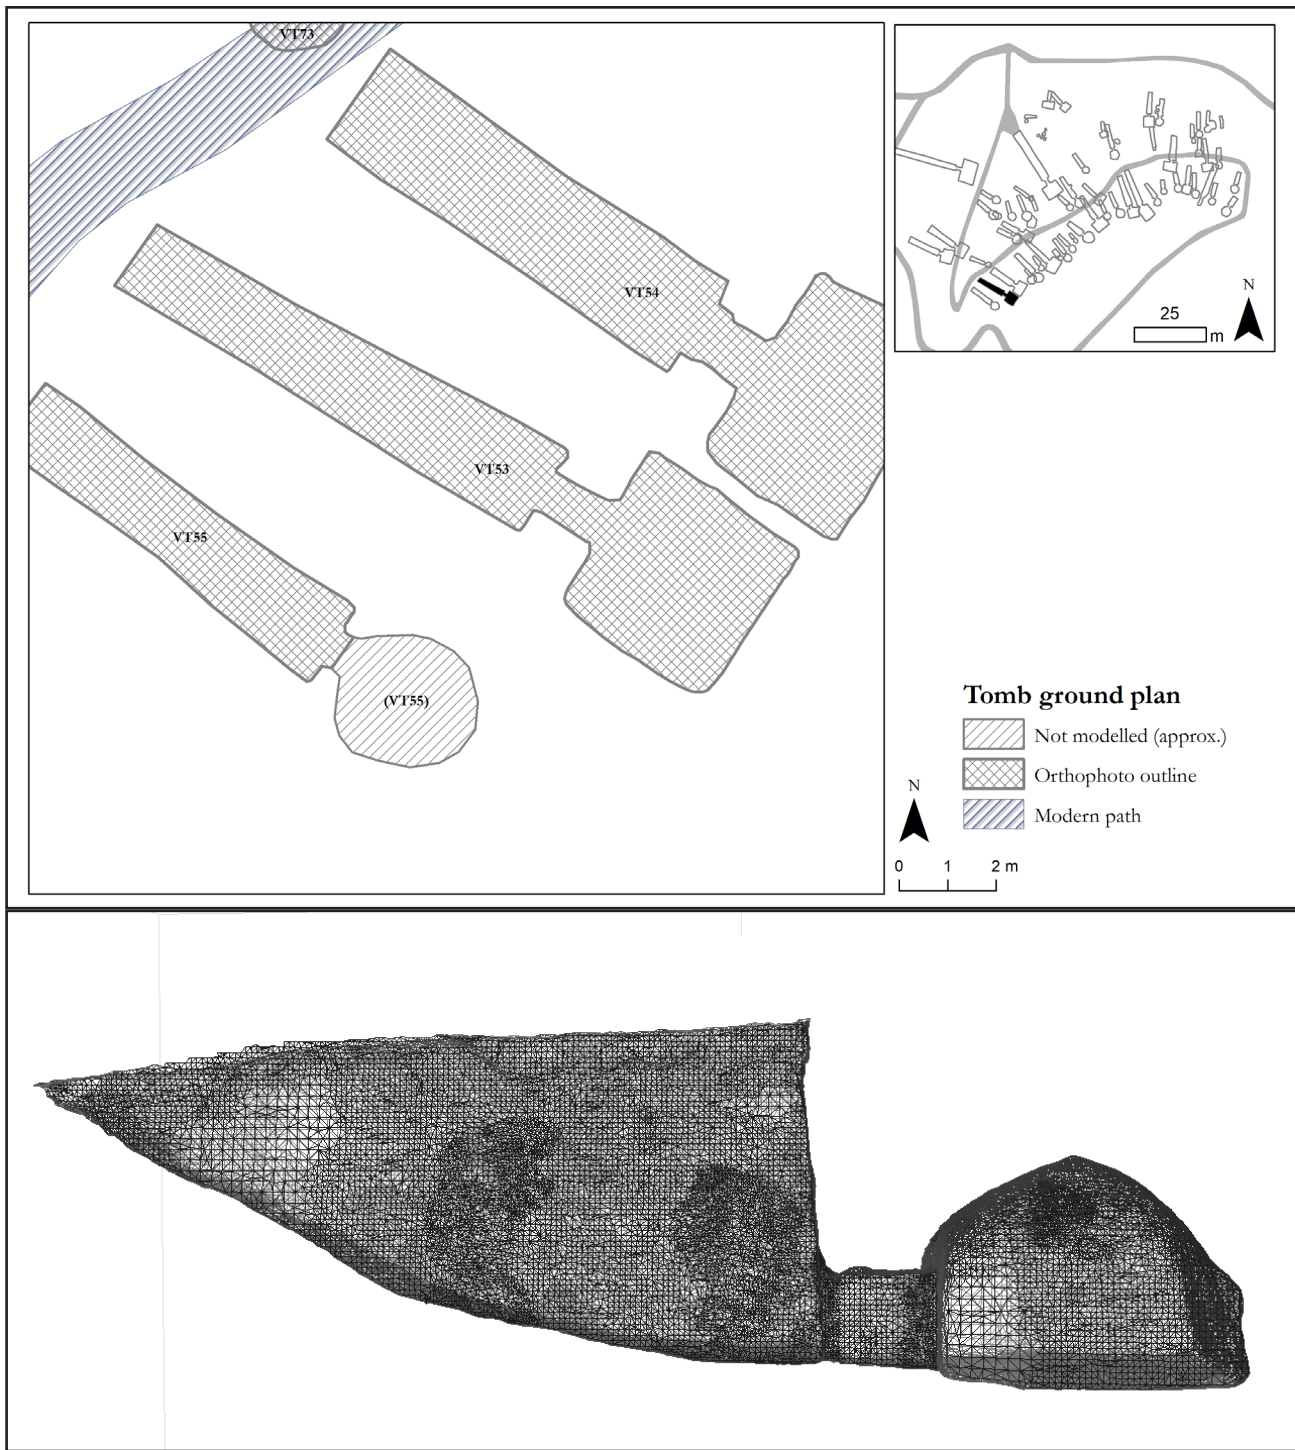 VT73
VT54
VT53
VT55
(VT55)
N
25
m
Tomb ground plan
Not modelled (approx.)
Orthophoto outline
Modern path
N
0 1 2 m